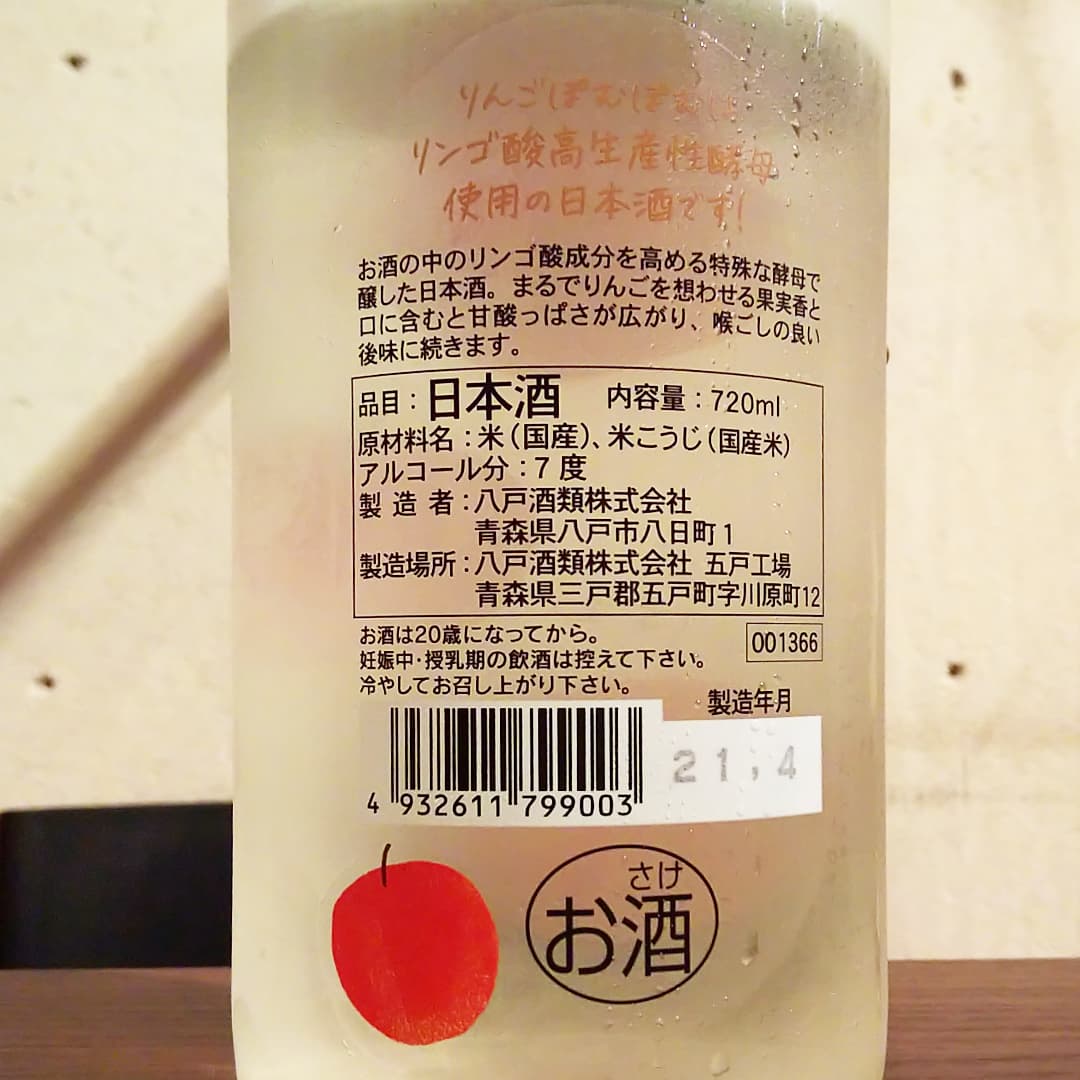 りんごぽむぽむは
リンゴ酸高生産性酵母
使用の日本酒です!
お酒の中のリンゴ酸成分を高める特殊な酵母で
醸した日本酒。まるでりんごを想わせる果実香と
口に含むと甘酸っぱさが広がり、喉ごしの良い
後味に続きます。
品目:日本酒 内容量:720ml
原材料名:米(国産)、米こうじ(国産米)
アルコール分:7度
製造者:八戸酒類株式会社
青森県八戸市八日町1
製造場所:八戸酒類株式会社 五戸工場
青森県三戸郡五戸町字川原町12
お酒は20歳になってから。
妊娠中・授乳期の飲酒は控えて下さい。
冷やしてお召し上がり下さい。
001366
製造年月
21,4
4 932611 799003
さけ
お酒